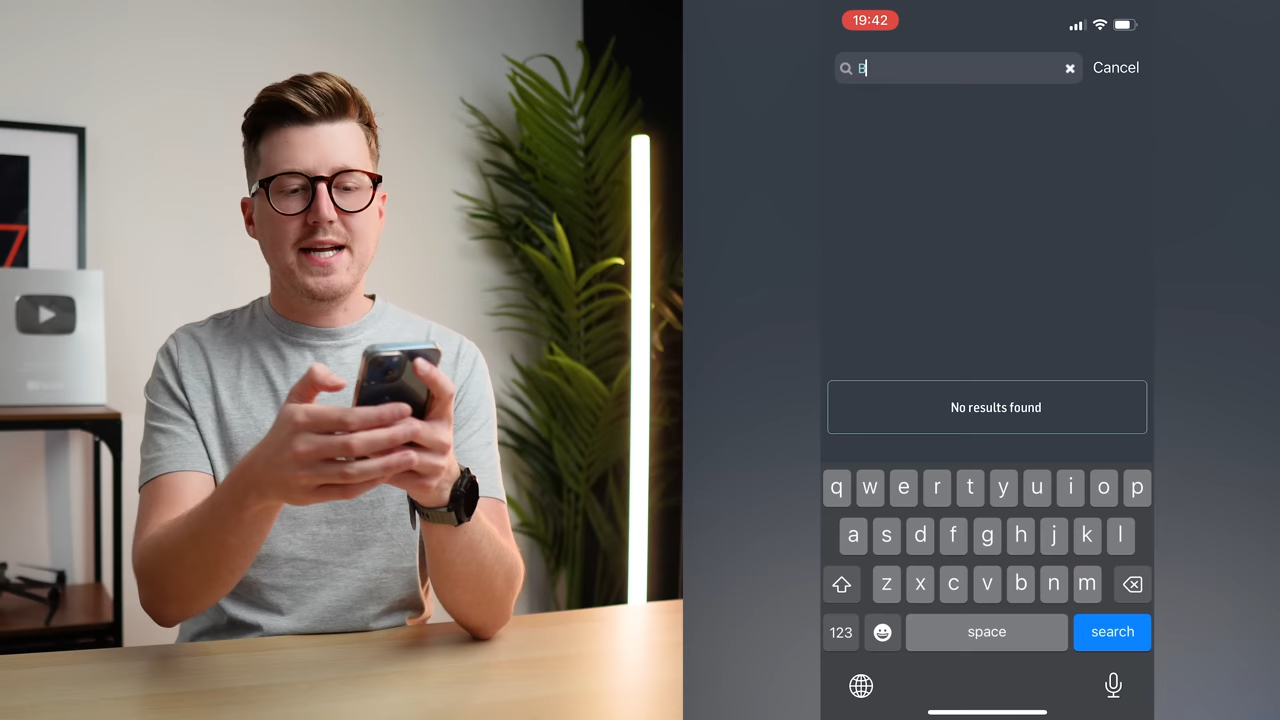 19:42
B
Cancel
No results found
q w e r t y u i o p
a s d f g h j k l
z x c v b n m
123
space
search